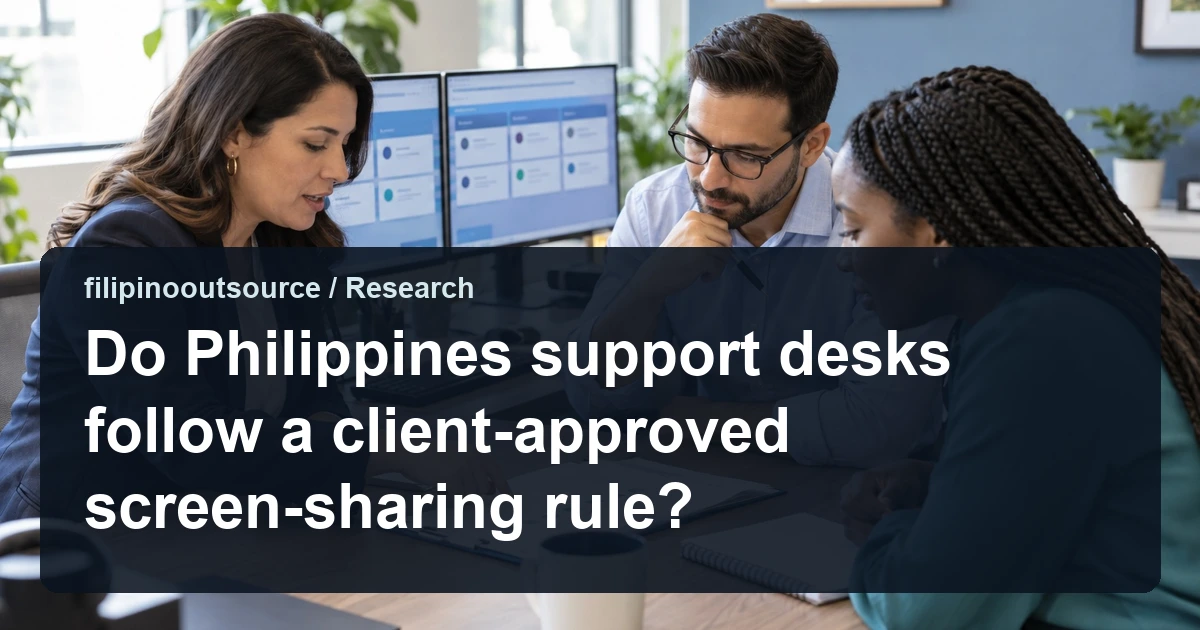 filipinooutsource / Research
Do Philippines support desks
follow a client-approved
screen-sharing rule?